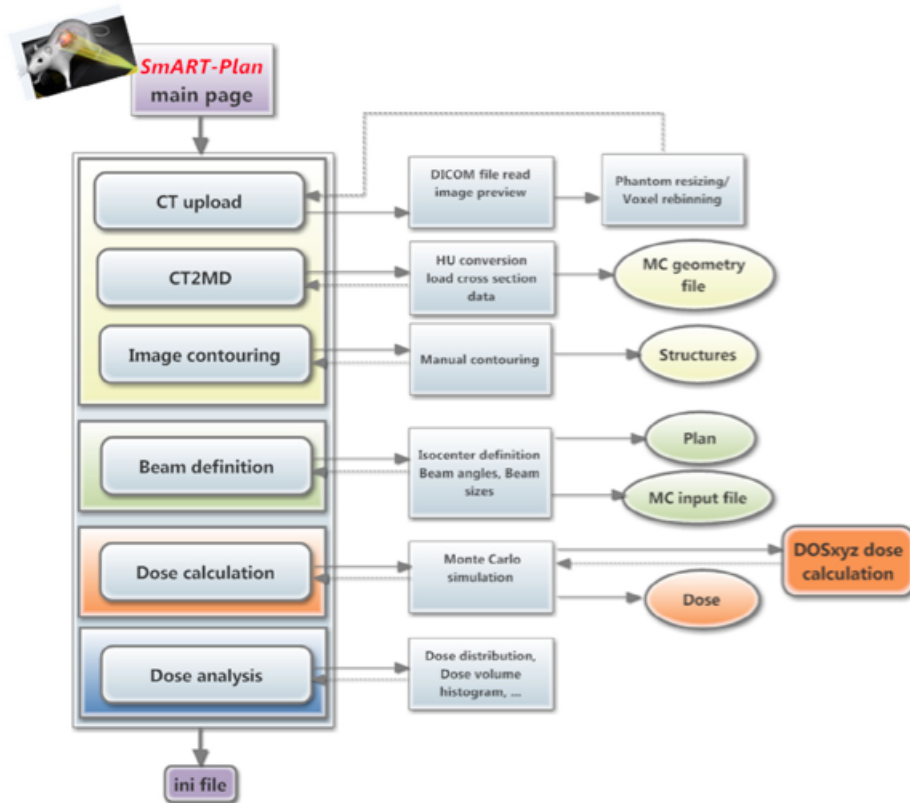 SmART-Plan
main page
CT upload
DICOM file read
image preview
Phantom resizing/
Voxel rebinning
CT2MD
HU conversion
load cross section
data
MC geometry
file
Image contouring
Manual contouring
Structures
Beam definition
Isocenter definition
Beam angles, Beam
sizes
Plan
MC input file
Dose calculation
Monte Carlo
simulation
DOSxyz dose
calculation
Dose
Dose analysis
Dose distribution,
Dose volume
histogram, ...
ini file